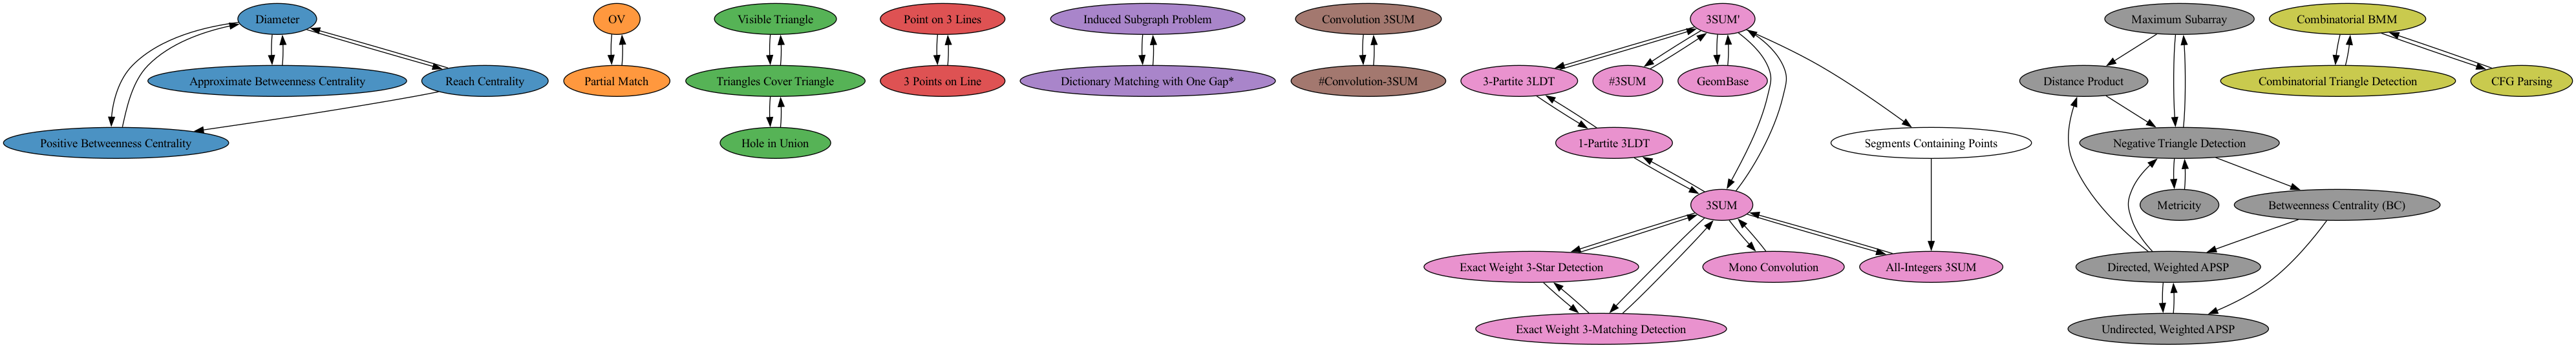 Diameter
OV
Visible Triangle
Point on 3 Lines
Induced Subgraph Problem
Convolution 3SUM
3SUM'
Maximum Subarray
Combinatorial BMM
Approximate Betweenness Centrality
Reach Centrality
Partial Match
Triangles Cover Triangle
3 Points on Line
Dictionary Matching with One Gap*
#Convolution-3SUM
3-Partite 3LDT
#3SUM
GeomBase
Distance Product
Combinatorial Triangle Detection
CFG Parsing
Positive Betweenness Centrality
Hole in Union
1-Partite 3LDT
Segments Containing Points
Negative Triangle Detection
3SUM
Metricity
Betweenness Centrality (BC)
Exact Weight 3-Star Detection
Mono Convolution
All-Integers 3SUM
Directed, Weighted APSP
Exact Weight 3-Matching Detection
Undirected, Weighted APSP